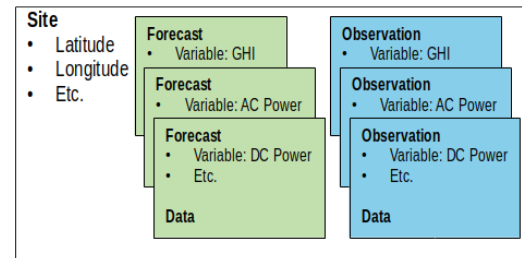 Site
• Latitude
• Longitude
• Etc.
Forecast
• Variable: GHI
Forecast
• Variable: AC Power
Forecast
• Variable: DC Power
• Etc.
Data
Observation
• Variable: GHI
Observation
• Variable: AC Power
Observation
• Variable: DC Power
• Etc.
Data